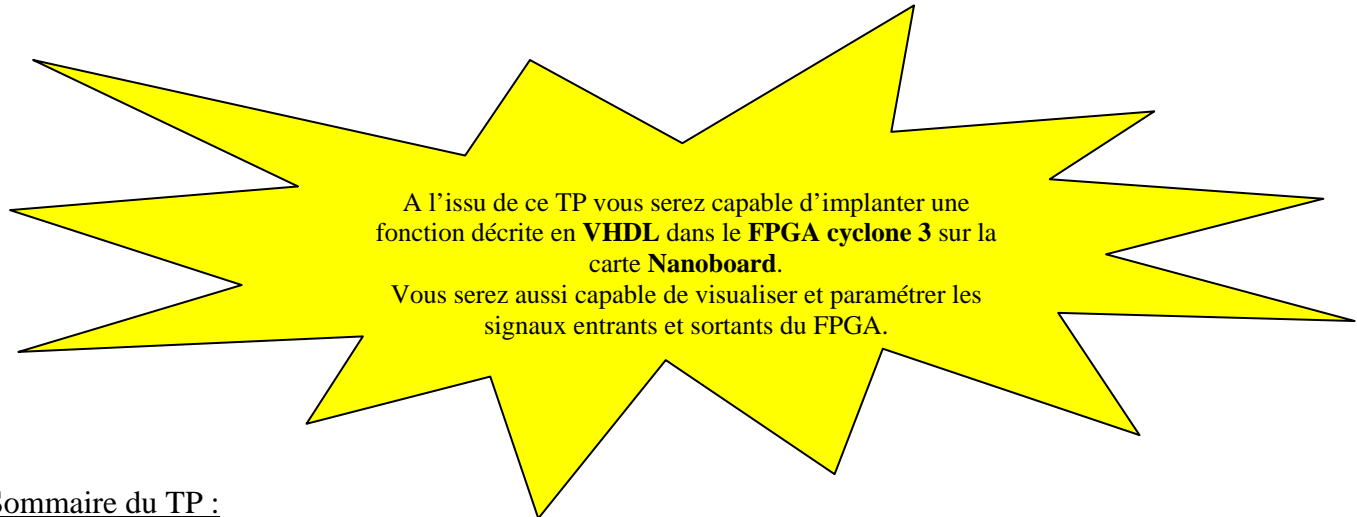 A l'issu de ce TP vous serez capable d'implanter une
fonction décrite en VHDL dans le FPGA cyclone 3 sur la
carte Nanoboard.
Vous serez aussi capable de visualiser et paramétrer les
signaux entrants et sortants du FPGA.
Sommaire du TP :